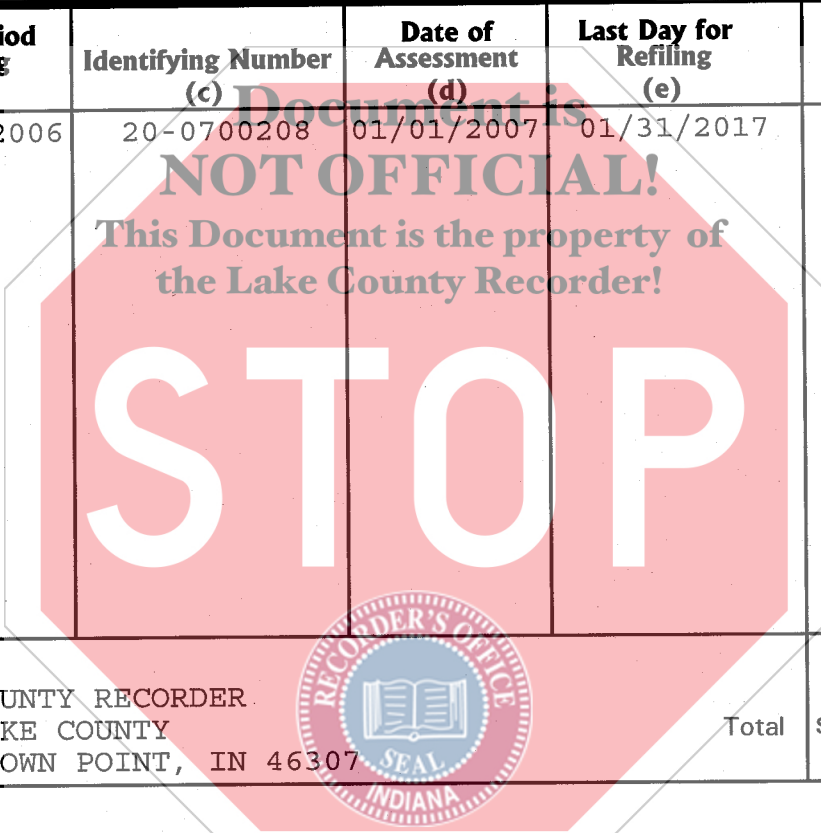 iod
g
Identifying Number
(c)
Date of
Assessment
(d)
Last Day for
Refiling
(e)
2006 20-0700208 01/01/2007 01/31/2017
Document is
NOT OFFICIAL!
This Document is the property of
the Lake County Recorder!
STOP
RECORDER'S OFFICE
SEAL
INDIANA
UNTY RECORDER
KE COUNTY
OWN POINT, IN 46307
Total $